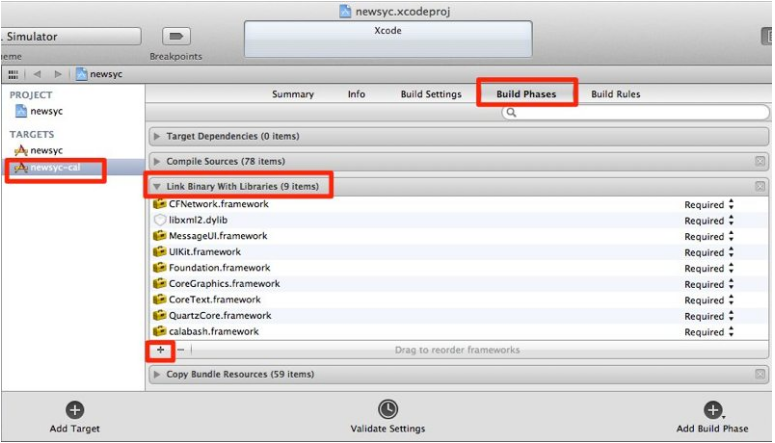 newsyc.xcodeproj
Simulator
Xcode
Breakpoints
newsyc
PROJECT
newsyc
TARGETS
newsyc
newsyc-cal
Summary Info Build Settings Build Phases Build Rules
Target Dependencies (0 items)
Compile Sources (78 items)
Link Binary With Libraries (9 items)
CFNetwork.framework Required
libxml2.dylib Required
MessageUI.framework Required
UIKit.framework Required
Foundation.framework Required
CoreGraphics.framework Required
CoreText.framework Required
QuartzCore.framework Required
calabash.framework Required
+ − Drag to reorder frameworks
Copy Bundle Resources (59 items)
Add Target Validate Settings Add Build Phase